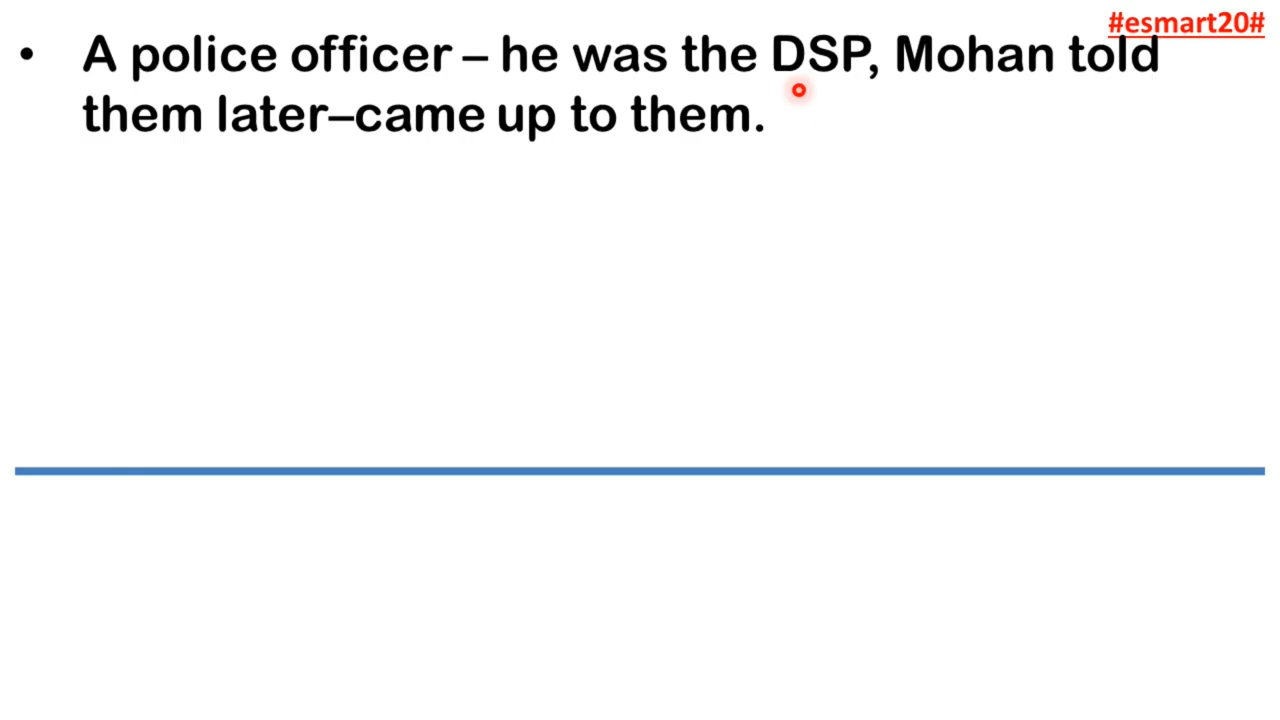 #esmart20#
• A police officer – he was the DSP, Mohan told
them later–came up to them.